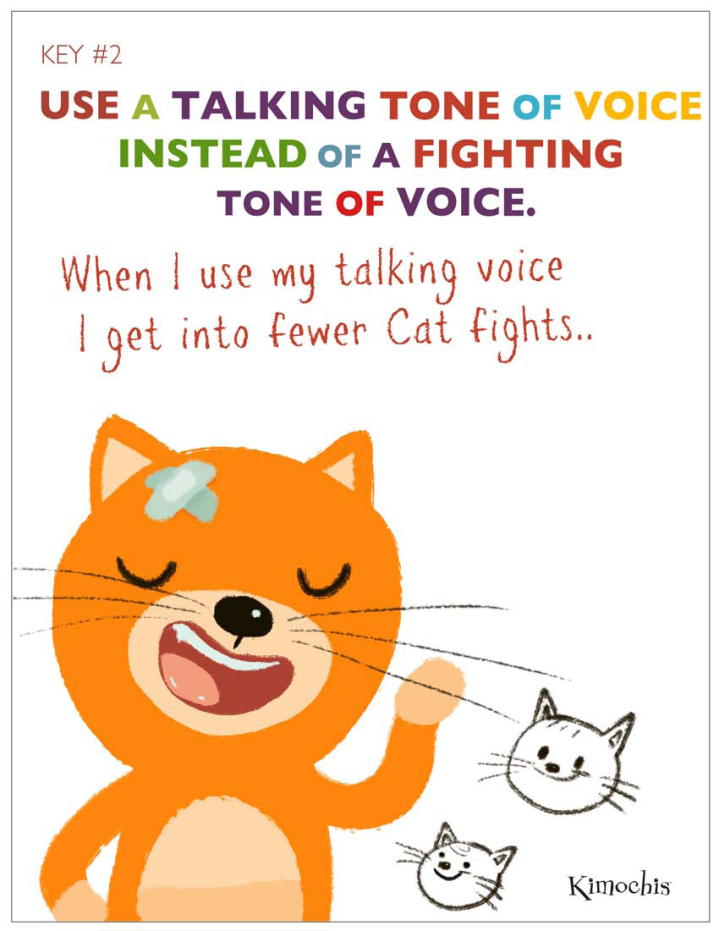 KEY #2
USE A TALKING TONE OF VOICE
INSTEAD OF A FIGHTING
TONE OF VOICE.
When I use my talking voice
I get into fewer Cat fights..
Kimochis